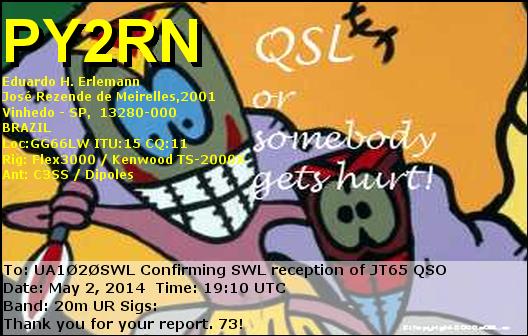 PY2RN
Eduardo H. Erlemann
José Rezende de Meirelles,2001
Vinhedo - SP, 13280-000
BRAZIL
Loc:GG66LW ITU:15 CQ:11
Rig: Flex3000 / Kenwood TS-2000
Ant: C3SS / Dipoles
QSL
or
somebody
gets hurt!
To: UA1Ø2ØSWL Confirming SWL reception of JT65 QSO
Date: May 2, 2014 Time: 19:10 UTC
Band: 20m UR Sigs:
Thank you for your report. 73!